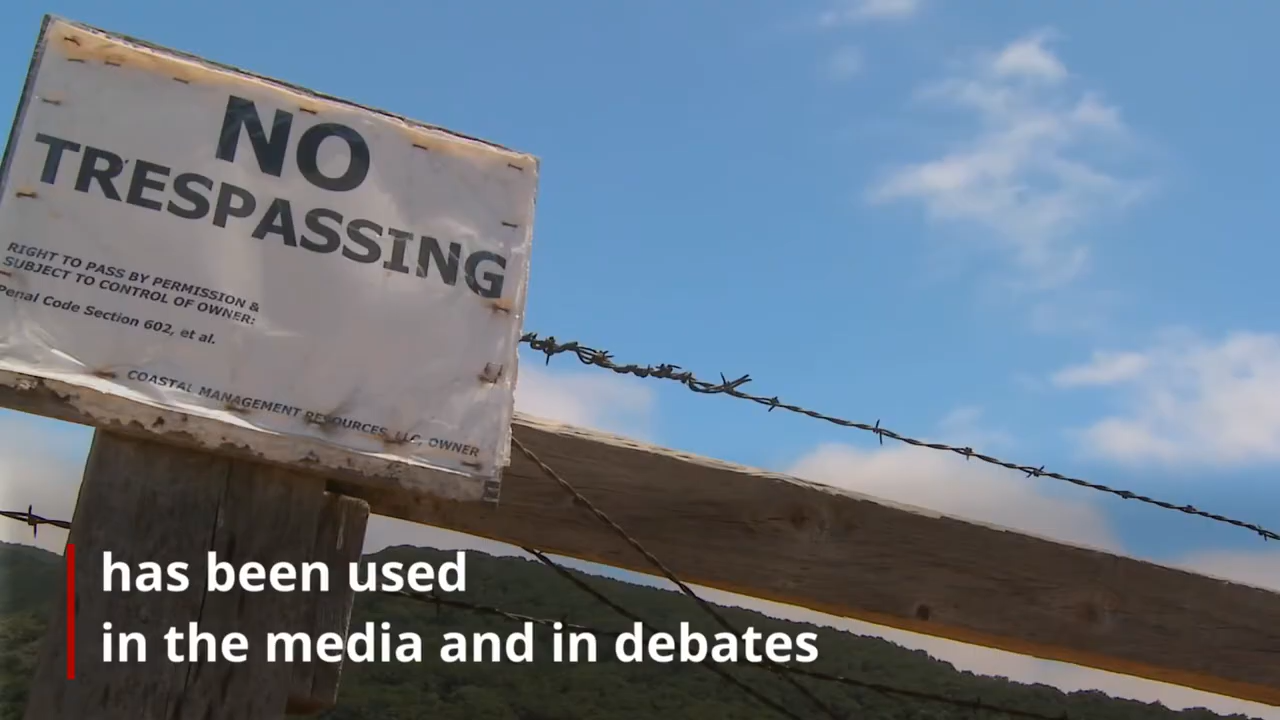 NO
TRESPASSING
RIGHT TO PASS BY PERMISSION &
SUBJECT TO CONTROL OF OWNER:
Penal Code Section 602, et al.
COASTAL MANAGEMENT RESOURCES, LLC, OWNER
has been used
in the media and in debates